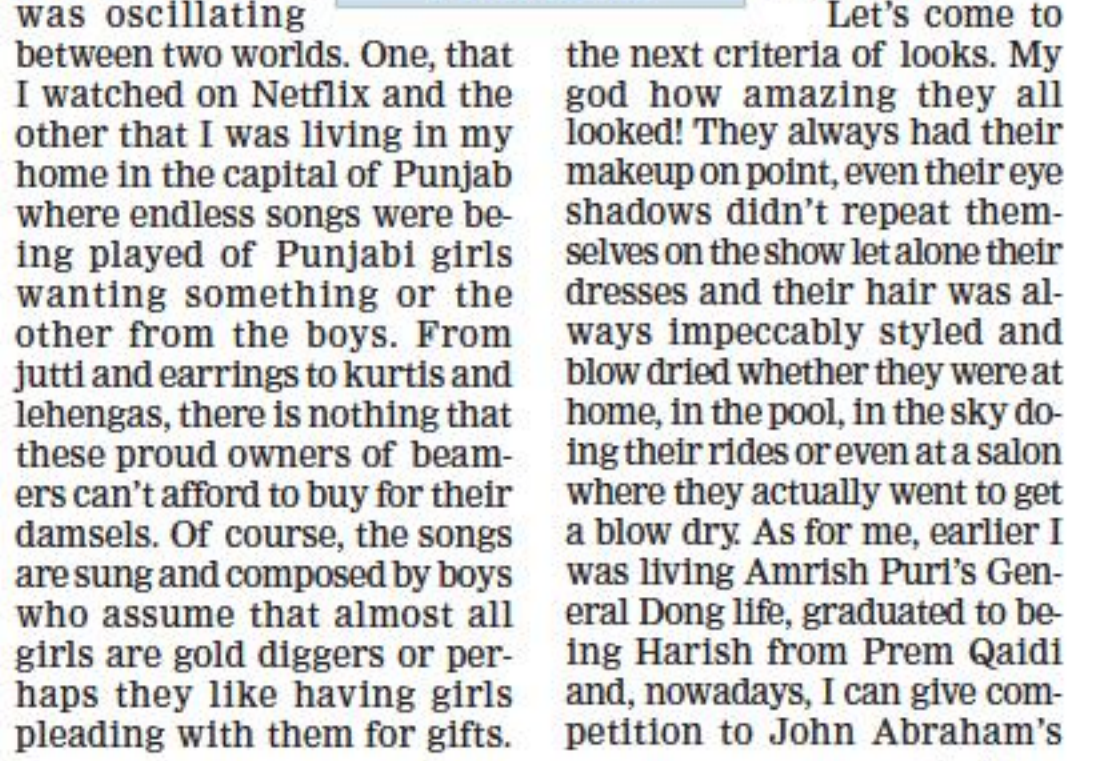 was oscillating
between two worlds. One, that
I watched on Netflix and the
other that I was living in my
home in the capital of Punjab
where endless songs were be-
ing played of Punjabi girls
wanting something or the
other from the boys. From
jutti and earrings to kurtis and
lehengas, there is nothing that
these proud owners of beam-
ers can't afford to buy for their
damsels. Of course, the songs
are sung and composed by boys
who assume that almost all
girls are gold diggers or per-
haps they like having girls
pleading with them for gifts.
Let's come to
the next criteria of looks. My
god how amazing they all
looked! They always had their
makeup on point, even their eye
shadows didn't repeat them-
selves on the show let alone their
dresses and their hair was al-
ways impeccably styled and
blow dried whether they were at
home, in the pool, in the sky do-
ing their rides or even at a salon
where they actually went to get
a blow dry. As for me, earlier I
was living Amrish Puri's Gen-
eral Dong life, graduated to be-
ing Harish from Prem Qaidi
and, nowadays, I can give com-
petition to John Abraham's